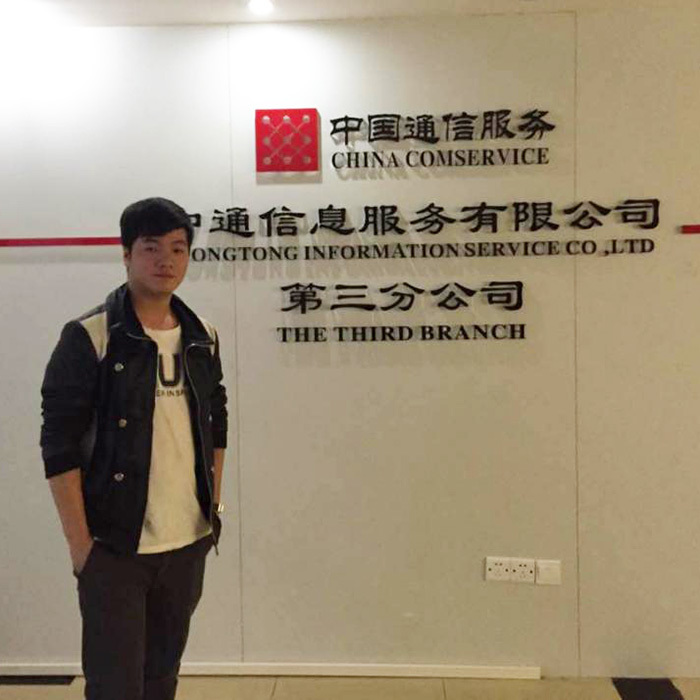 中国通信服务
CHINA COMSERVICE
中通信息服务有限公司
ONGTONG INFORMATION SERVICE CO.,LTD
第三分公司
THE THIRD BRANCH